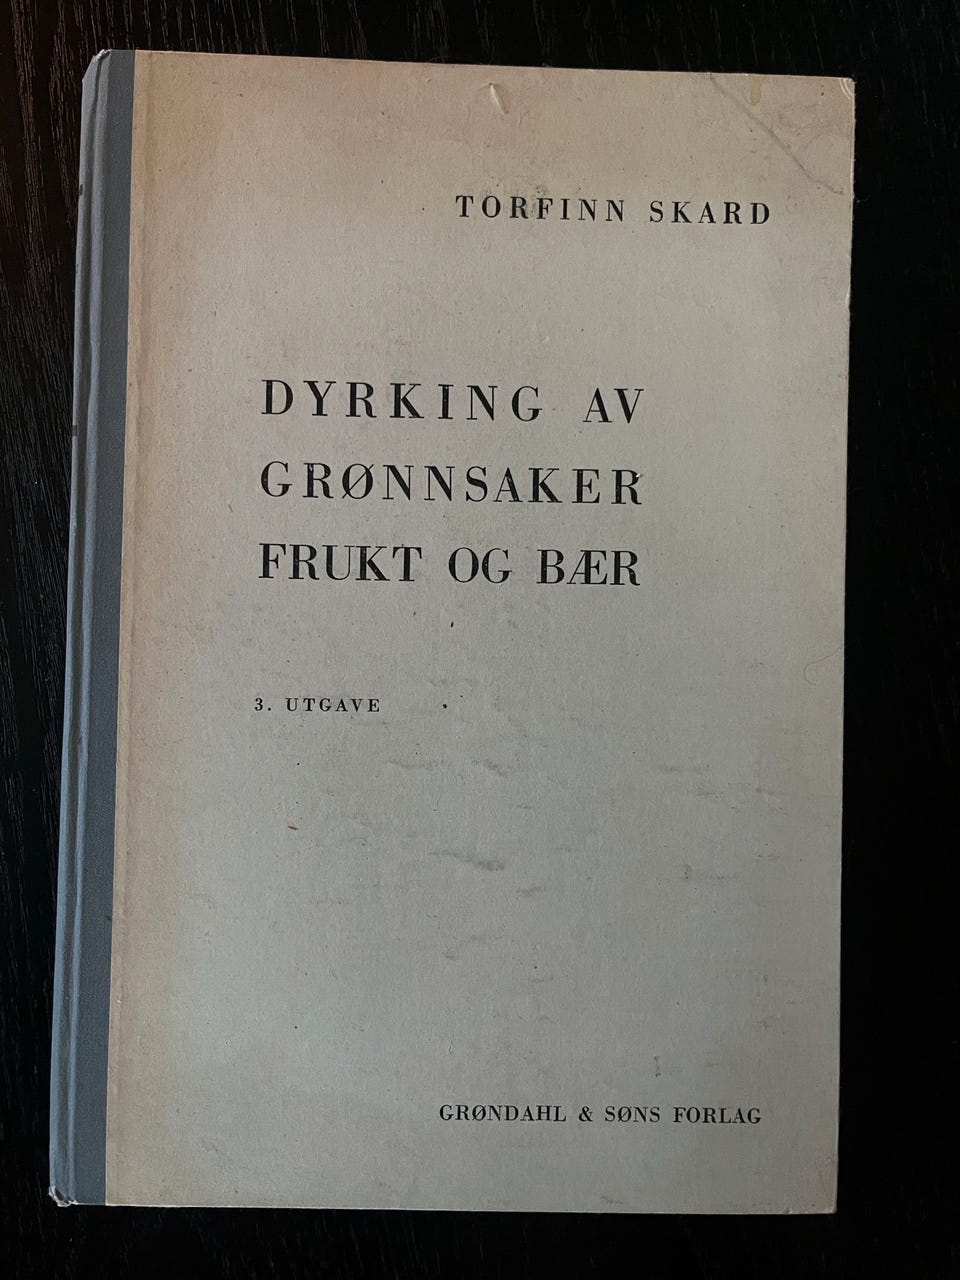 TORFINN SKARD
DYRKING AV
GRØNNSAKER
FRUKT OG BÆR
3. UTGAVE
GRØNDAHL & SØNS FORLAG